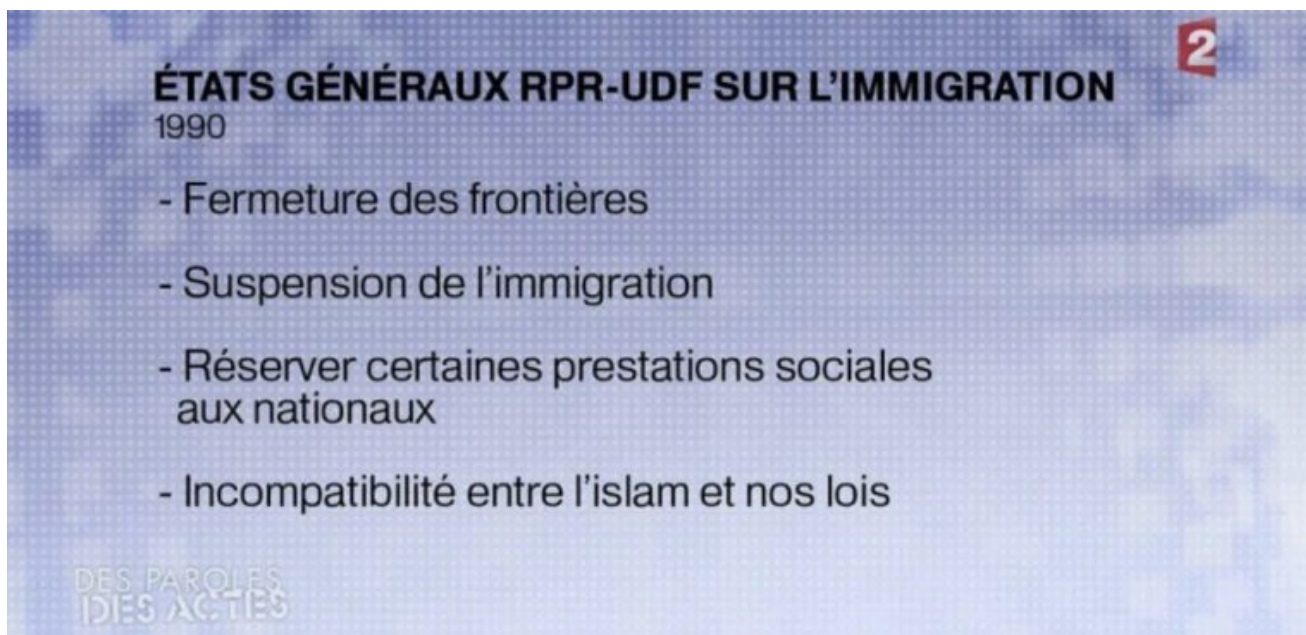 2
ÉTATS GÉNÉRAUX RPR-UDF SUR L'IMMIGRATION
1990
- Fermeture des frontières
- Suspension de l'immigration
- Réserver certaines prestations sociales
aux nationaux
- Incompatibilité entre l'islam et nos lois
DES PAROLES
DES ACTES